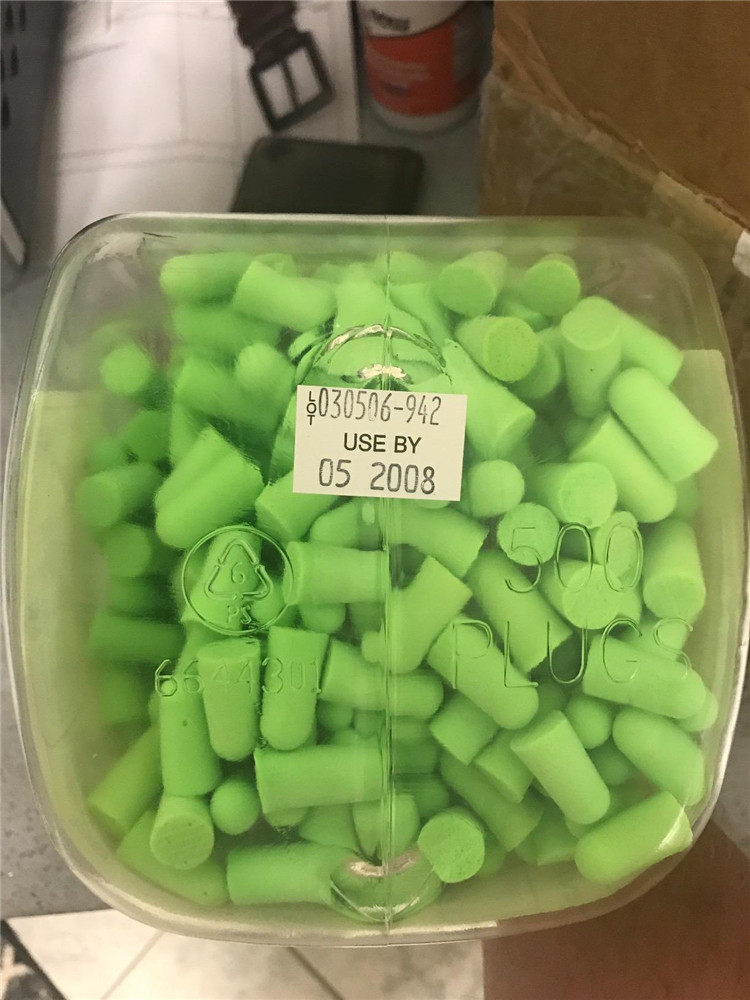 LOT 030506-942
USE BY
05 2008
500
PLUGS
6
PS
6644301